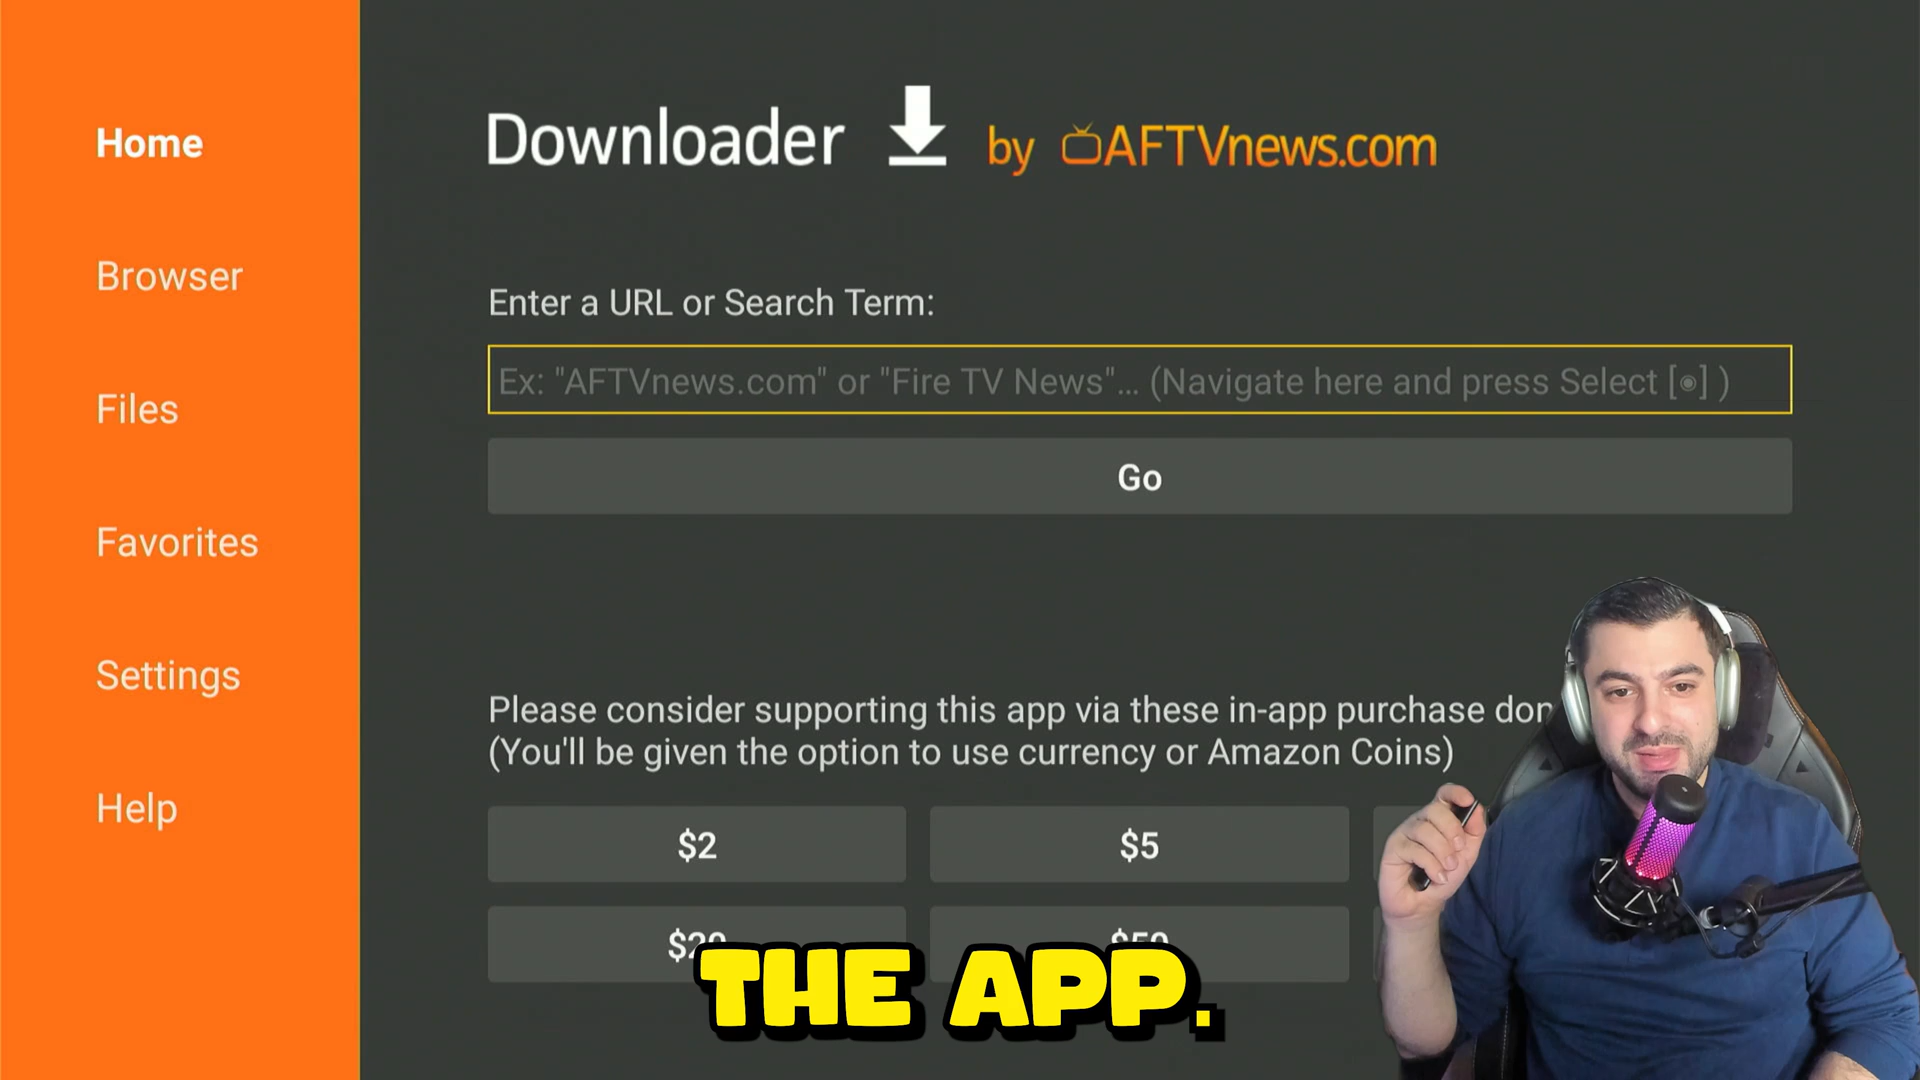 Home
Browser
Files
Favorites
Settings
Help
Downloader by AFTVnews.com
Enter a URL or Search Term:
Ex: "AFTVnews.com" or "Fire TV News"... (Navigate here and press Select [◉] )
Go
Please consider supporting this app via these in-app purchase
(You'll be given the option to use currency or Amazon Coins)
$2
$5
$20
$50
THE APP.